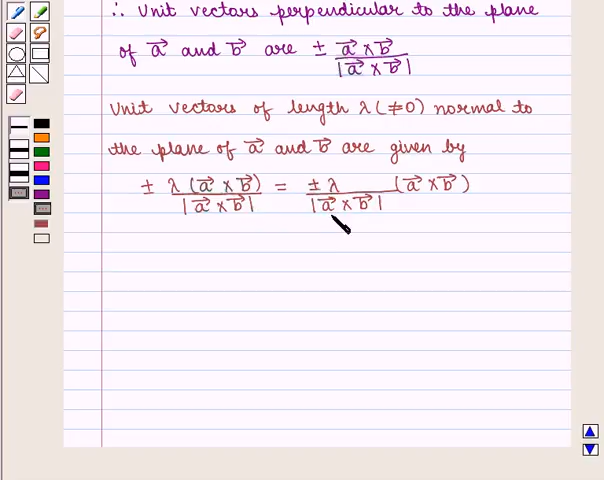 ∴ Unit vectors perpendicular to the plane
of a⃗ and b⃗ are ± (a⃗ × b⃗) / |a⃗ × b⃗|
Unit vectors of length λ(≠0) normal to
the plane of a⃗ and b⃗ are given by
± λ(a⃗ × b⃗) / |a⃗ × b⃗| = ±λ / |a⃗ × b⃗| (a⃗ × b⃗)